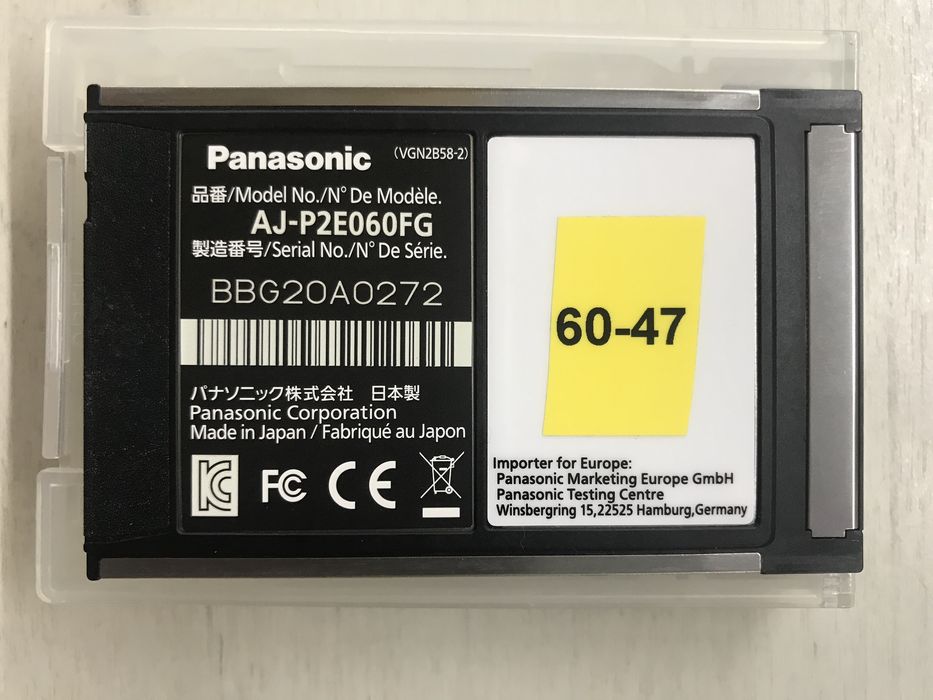 Panasonic (VGN2B58-2)
品番/Model No./N° De Modèle.
AJ-P2E060FG
製造番号/Serial No./N° De Série.
BBG20A0272
パナソニック株式会社 日本製
Panasonic Corporation
Made in Japan / Fabriqué au Japon
FC CE
60-47
Importer for Europe:
Panasonic Marketing Europe GmbH
Panasonic Testing Centre
Winsbergring 15,22525 Hamburg,Germany